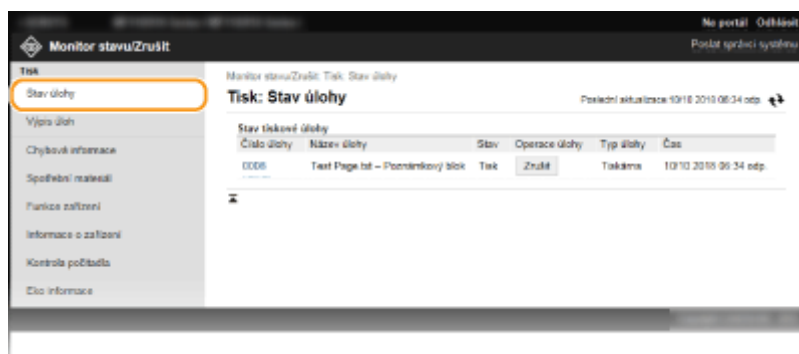 Na portál Odhlásit
Monitor stavu/Zrušit
Poslat správci systému
Tisk
Stav úlohy
Výpis úloh
Chybové informace
Spotřební materiál
Funkce zařízení
Informace o zařízení
Kontrola počítadla
Eko informace
Monitor stavu/Zrušit: Tisk: Stav úlohy
Tisk: Stav úlohy
Poslední aktualizace:10/10 2018 06:34 odp.
Stav tiskové úlohy
Číslo úlohy Název úlohy Stav Operace úlohy Typ úlohy Čas
0006 Test Page.txt – Poznámkový blok Tisk Zrušit Tiskárna 10/10 2018 06:34 odp.